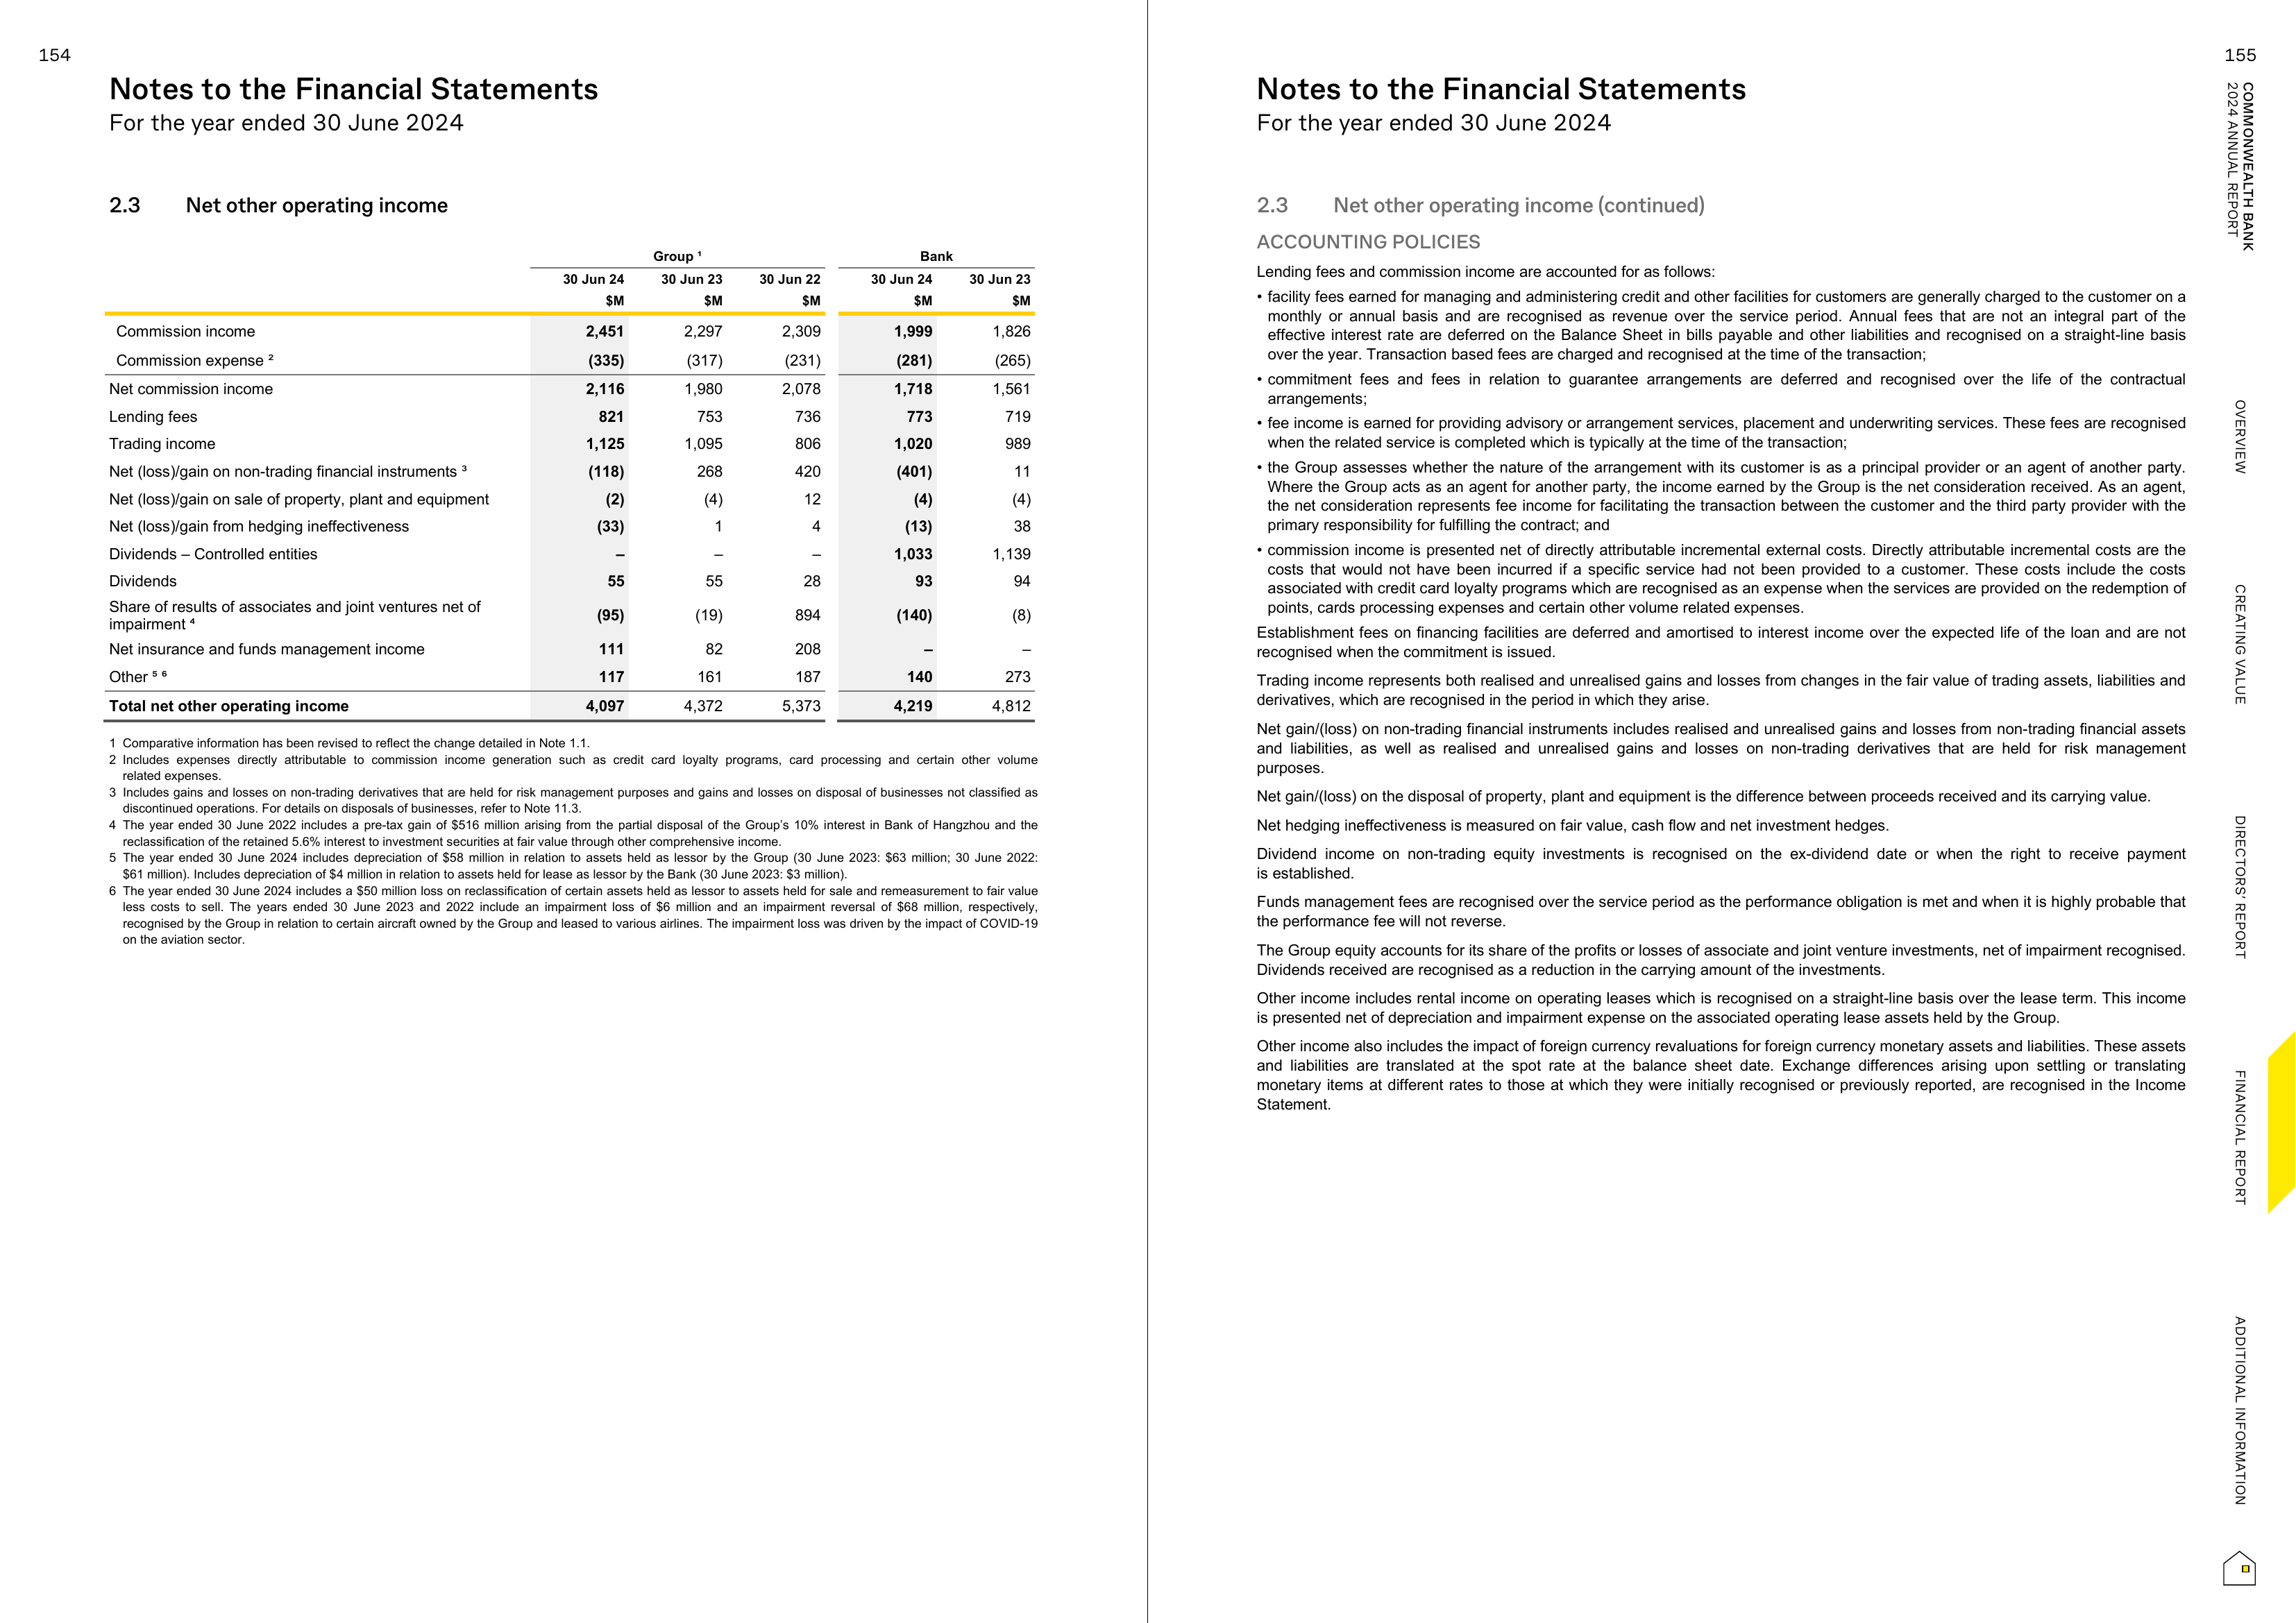 154
Notes to the Financial Statements
For the year ended 30 June 2024
2.3 Net other operating income
Group ¹ Bank
30 Jun 24 30 Jun 23 30 Jun 22 30 Jun 24 30 Jun 23
$M $M $M $M $M
Commission income 2,451 2,297 2,309 1,999 1,826
Commission expense ² (335) (317) (231) (281) (265)
Net commission income 2,116 1,980 2,078 1,718 1,561
Lending fees 821 753 736 773 719
Trading income 1,125 1,095 806 1,020 989
Net (loss)/gain on non-trading financial instruments ³ (118) 268 420 (401) 11
Net (loss)/gain on sale of property, plant and equipment (2) (4) 12 (4) (4)
Net (loss)/gain from hedging ineffectiveness (33) 1 4 (13) 38
Dividends – Controlled entities – – – 1,033 1,139
Dividends 55 55 28 93 94
Share of results of associates and joint ventures net of
impairment ⁴ (95) (19) 894 (140) (8)
Net insurance and funds management income 111 82 208 – –
Other ⁵ ⁶ 117 161 187 140 273
Total net other operating income 4,097 4,372 5,373 4,219 4,812
1 Comparative information has been revised to reflect the change detailed in Note 1.1.
2 Includes expenses directly attributable to commission income generation such as credit card loyalty programs, card processing and certain other volume
related expenses.
3 Includes gains and losses on non-trading derivatives that are held for risk management purposes and gains and losses on disposal of businesses not classified as
discontinued operations. For details on disposals of businesses, refer to Note 11.3.
4 The year ended 30 June 2022 includes a pre-tax gain of $516 million arising from the partial disposal of the Group's 10% interest in Bank of Hangzhou and the
reclassification of the retained 5.6% interest to investment securities at fair value through other comprehensive income.
5 The year ended 30 June 2024 includes depreciation of $58 million in relation to assets held as lessor by the Group (30 June 2023: $63 million; 30 June 2022:
$61 million). Includes depreciation of $4 million in relation to assets held for lease as lessor by the Bank (30 June 2023: $3 million).
6 The year ended 30 June 2024 includes a $50 million loss on reclassification of certain assets held as lessor to assets held for sale and remeasurement to fair value
less costs to sell. The years ended 30 June 2023 and 2022 include an impairment loss of $6 million and an impairment reversal of $68 million, respectively,
recognised by the Group in relation to certain aircraft owned by the Group and leased to various airlines. The impairment loss was driven by the impact of COVID-19
on the aviation sector.
155
Notes to the Financial Statements
For the year ended 30 June 2024
2.3 Net other operating income (continued)
ACCOUNTING POLICIES
Lending fees and commission income are accounted for as follows:
• facility fees earned for managing and administering credit and other facilities for customers are generally charged to the customer on a
monthly or annual basis and are recognised as revenue over the service period. Annual fees that are not an integral part of the
effective interest rate are deferred on the Balance Sheet in bills payable and other liabilities and recognised on a straight-line basis
over the year. Transaction based fees are charged and recognised at the time of the transaction;
• commitment fees and fees in relation to guarantee arrangements are deferred and recognised over the life of the contractual
arrangements;
• fee income is earned for providing advisory or arrangement services, placement and underwriting services. These fees are recognised
when the related service is completed which is typically at the time of the transaction;
• the Group assesses whether the nature of the arrangement with its customer is as a principal provider or an agent of another party.
Where the Group acts as an agent for another party, the income earned by the Group is the net consideration received. As an agent,
the net consideration represents fee income for facilitating the transaction between the customer and the third party provider with the
primary responsibility for fulfilling the contract; and
• commission income is presented net of directly attributable incremental external costs. Directly attributable incremental costs are the
costs that would not have been incurred if a specific service had not been provided to a customer. These costs include the costs
associated with credit card loyalty programs which are recognised as an expense when the services are provided on the redemption of
points, cards processing expenses and certain other volume related expenses.
Establishment fees on financing facilities are deferred and amortised to interest income over the expected life of the loan and are not
recognised when the commitment is issued.
Trading income represents both realised and unrealised gains and losses from changes in the fair value of trading assets, liabilities and
derivatives, which are recognised in the period in which they arise.
Net gain/(loss) on non-trading financial instruments includes realised and unrealised gains and losses from non-trading financial assets
and liabilities, as well as realised and unrealised gains and losses on non-trading derivatives that are held for risk management
purposes.
Net gain/(loss) on the disposal of property, plant and equipment is the difference between proceeds received and its carrying value.
Net hedging ineffectiveness is measured on fair value, cash flow and net investment hedges.
Dividend income on non-trading equity investments is recognised on the ex-dividend date or when the right to receive payment
is established.
Funds management fees are recognised over the service period as the performance obligation is met and when it is highly probable that
the performance fee will not reverse.
The Group equity accounts for its share of the profits or losses of associate and joint venture investments, net of impairment recognised.
Dividends received are recognised as a reduction in the carrying amount of the investments.
Other income includes rental income on operating leases which is recognised on a straight-line basis over the lease term. This income
is presented net of depreciation and impairment expense on the associated operating lease assets held by the Group.
Other income also includes the impact of foreign currency revaluations for foreign currency monetary assets and liabilities. These assets
and liabilities are translated at the spot rate at the balance sheet date. Exchange differences arising upon settling or translating
monetary items at different rates to those at which they were initially recognised or previously reported, are recognised in the Income
Statement.
COMMONWEALTH BANK
2024 ANNUAL REPORT
OVERVIEW
CREATING VALUE
DIRECTORS' REPORT
FINANCIAL REPORT
ADDITIONAL INFORMATION